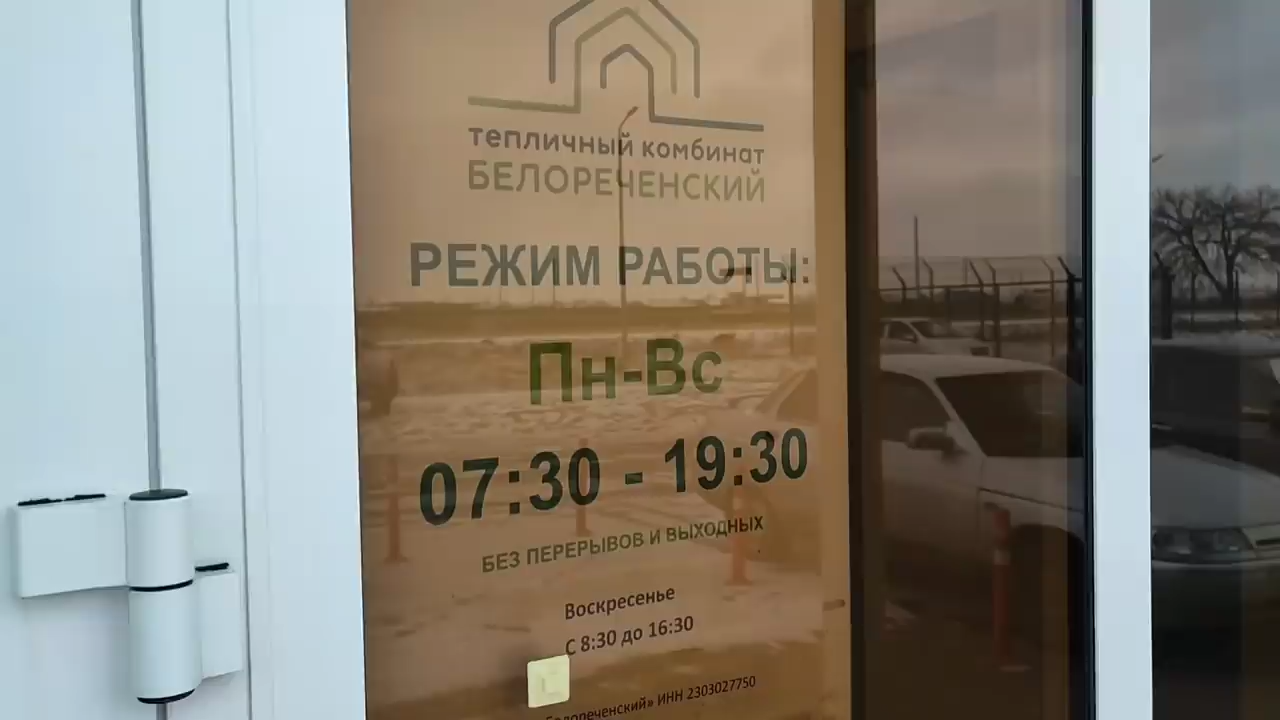 тепличный комбинат
БЕЛОРЕЧЕНСКИЙ
РЕЖИМ РАБОТЫ:
Пн-Вс
07:30 - 19:30
БЕЗ ПЕРЕРЫВОВ И ВЫХОДНЫХ
Воскресенье
С 8:30 до 16:30
Белореченский» ИНН 2303027750